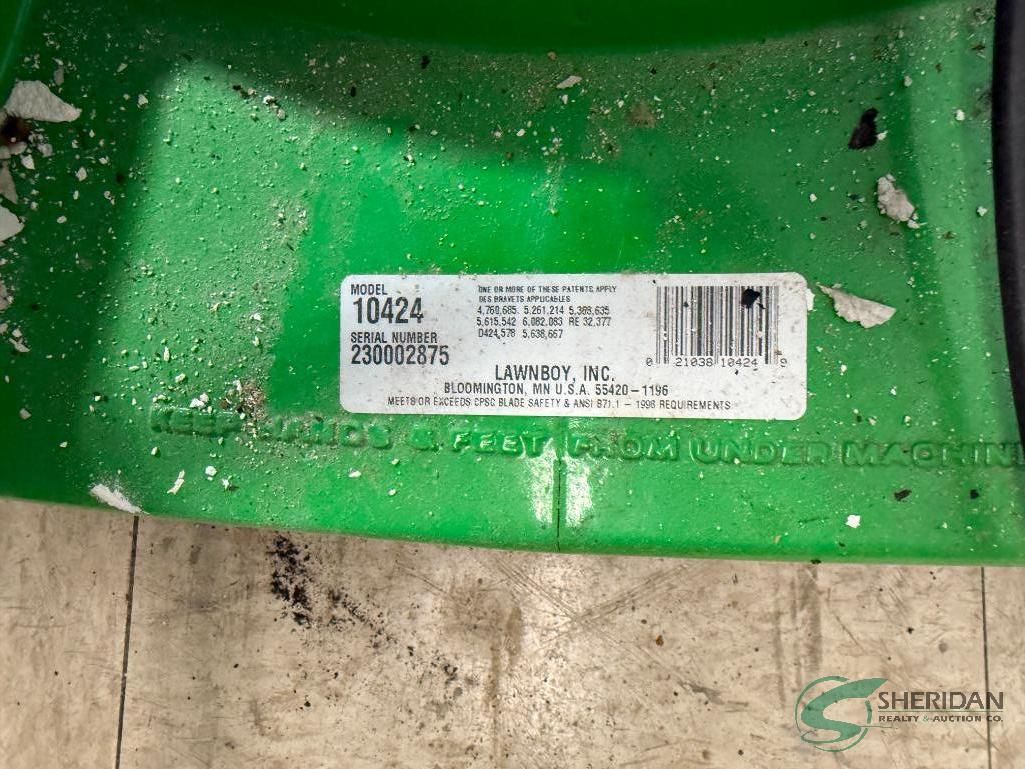 MODEL
10424
SERIAL NUMBER
230002875
ONE OR MORE OF THESE PATENTS APPLY
DES BRAVETS APPLICABLES
4,760,685. 5,261,214 5,388,635
5,615,542 6,082,083 RE 32,377
D424,578 5,638,667
0 21038 10424 9
LAWNBOY, INC.
BLOOMINGTON, MN U.S.A. 55420-1196
MEETS OR EXCEEDS CPSC BLADE SAFETY & ANSI B71.1 - 1998 REQUIREMENTS
KEEP HANDS & FEET FROM UNDER MACHINE
SHERIDAN
REALTY & AUCTION CO.